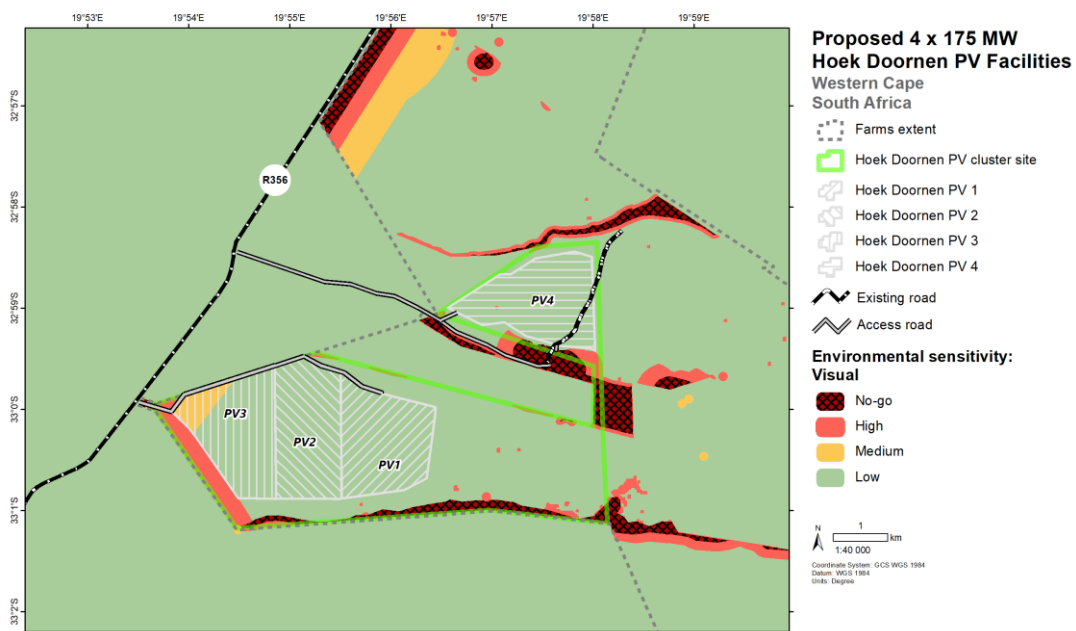 19°53'E 19°54'E 19°55'E 19°56'E 19°57'E 19°58'E 19°59'E
32°57'S
32°58'S
32°59'S
33°0'S
33°1'S
33°2'S
R356
PV4
PV3
PV2
PV1
Proposed 4 x 175 MW
Hoek Doornen PV Facilities
Western Cape
South Africa
Farms extent
Hoek Doornen PV cluster site
Hoek Doornen PV 1
Hoek Doornen PV 2
Hoek Doornen PV 3
Hoek Doornen PV 4
Existing road
Access road
Environmental sensitivity:
Visual
No-go
High
Medium
Low
N
1
km
1:40 000
Coordinate System: GCS WGS 1984
Datum: WGS 1984
Units: Degree